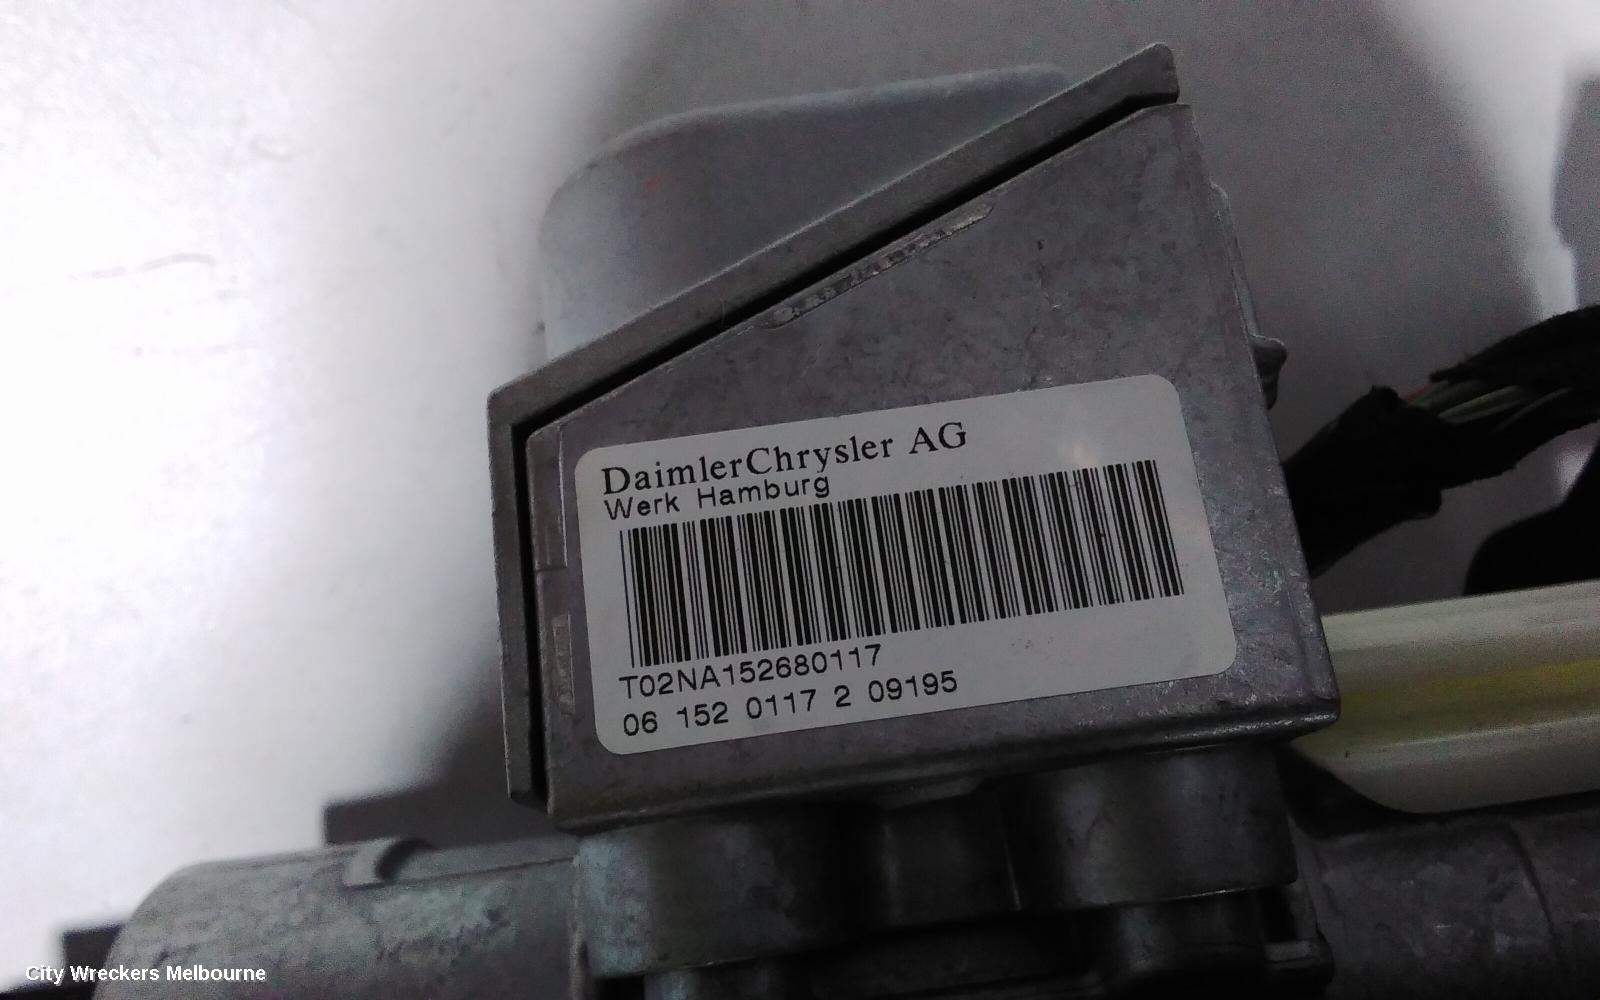 DaimlerChrysler AG
Werk Hamburg
T02NA152680117
06 152 0117 2 09195
City Wreckers Melbourne